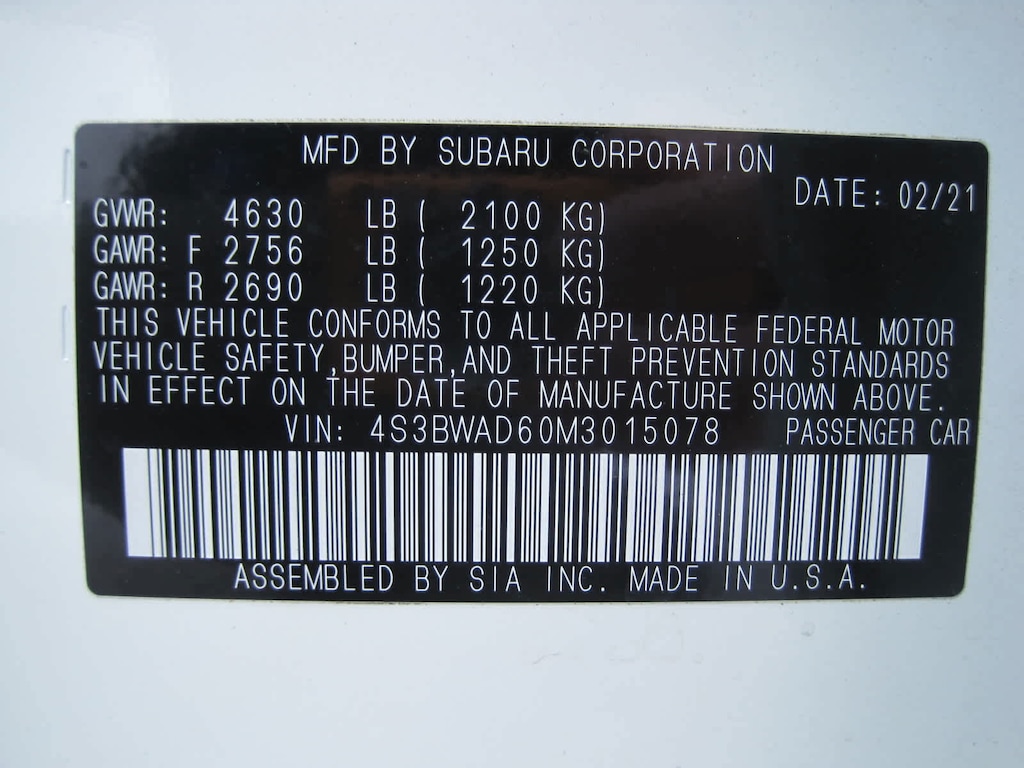 MFD BY SUBARU CORPORATION
DATE: 02/21
GVWR: 4630 LB ( 2100 KG)
GAWR: F 2756 LB ( 1250 KG)
GAWR: R 2690 LB ( 1220 KG)
THIS VEHICLE CONFORMS TO ALL APPLICABLE FEDERAL MOTOR
VEHICLE SAFETY,BUMPER,AND THEFT PREVENTION STANDARDS
IN EFFECT ON THE DATE OF MANUFACTURE SHOWN ABOVE.
VIN: 4S3BWAD60M3015078 PASSENGER CAR
ASSEMBLED BY SIA INC. MADE IN U.S.A.